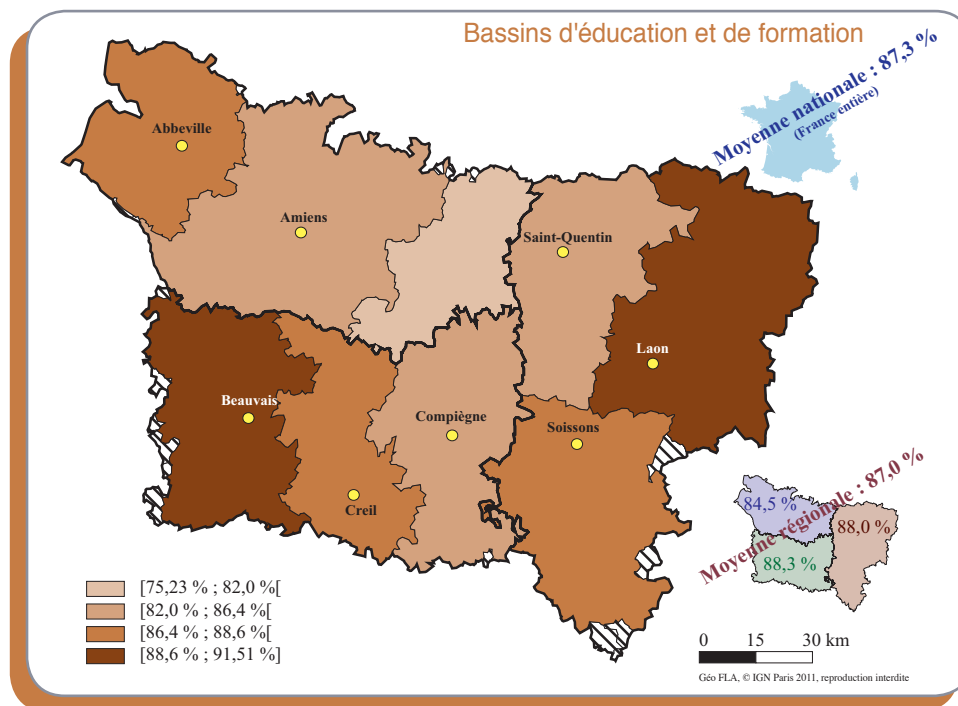 Bassins d'éducation et de formation
Moyenne nationale : 87,3 %
(France entière)
Abbeville
Amiens
Saint-Quentin
Laon
Beauvais
Compiègne
Soissons
Creil
Moyenne régionale : 87,0 %
84,5 %
88,0 %
88,3 %
[75,23 % ; 82,0 %[
[82,0 % ; 86,4 %[
[86,4 % ; 88,6 %[
[88,6 % ; 91,51 %]
0 15 30 km
Géo FLA, © IGN Paris 2011, reproduction interdite